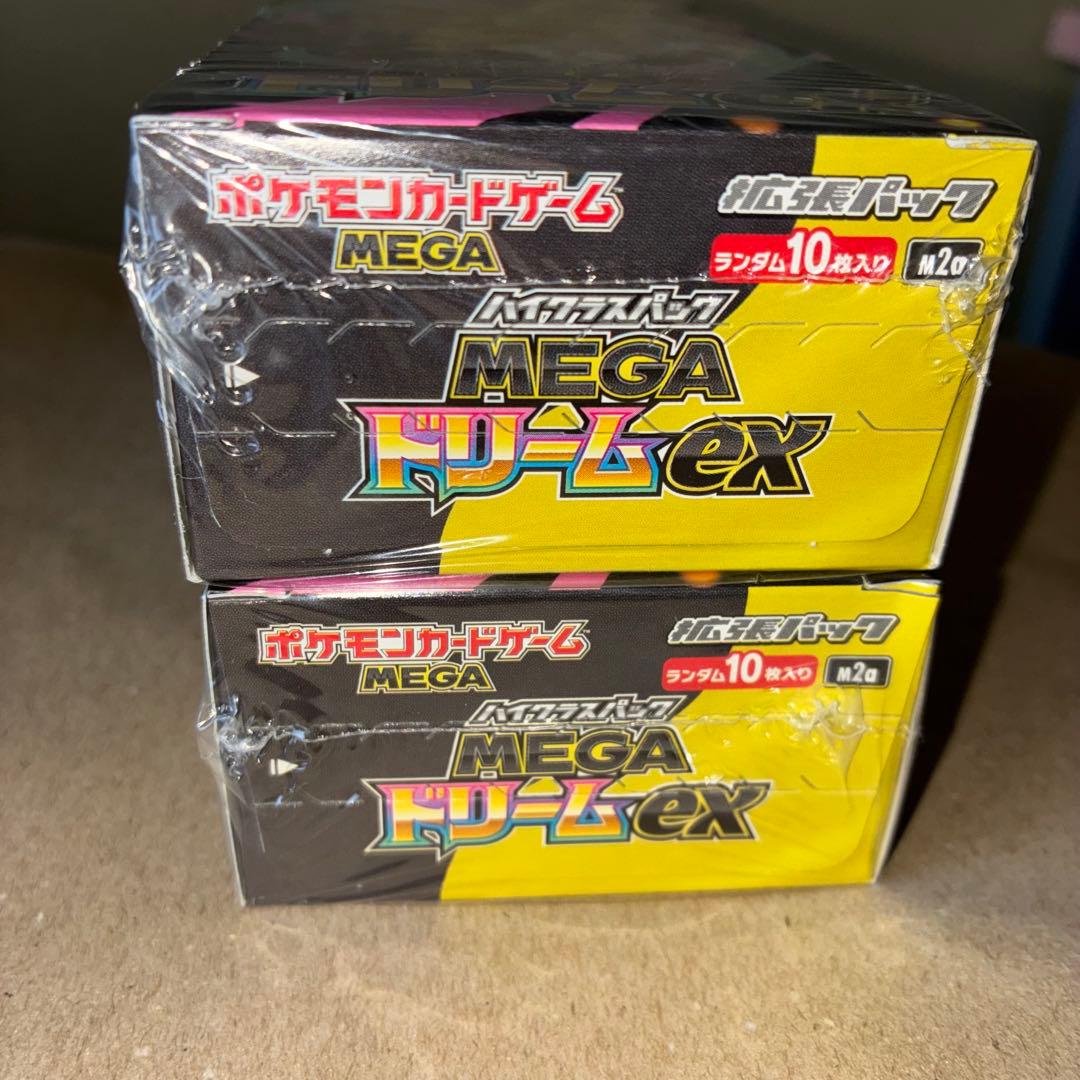 ポケモンカードゲーム™
MEGA
拡張パック
ランダム10枚入り M2a
ハイクラスパック
MEGA
ドリームex
ポケモンカードゲーム™
MEGA
拡張パック
ランダム10枚入り M2a
ハイクラスパック
MEGA
ドリームex